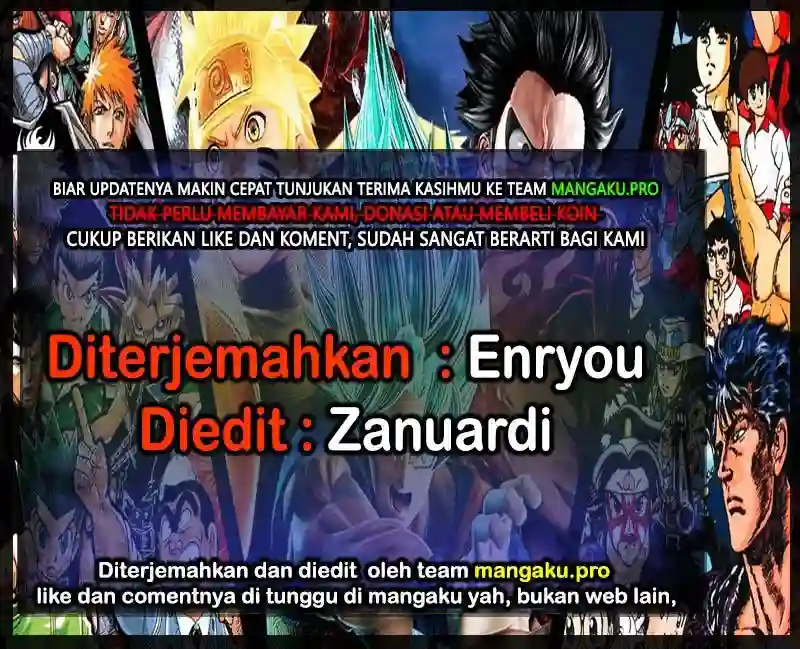 BIAR UPDATENYA MAKIN CEPAT TUNJUKAN TERIMA KASIHMU KE TEAM MANGAKU.PRO
TIDAK PERLU MEMBAYAR KAMI, DONASI ATAU MEMBELI KOIN
CUKUP BERIKAN LIKE DAN KOMENT, SUDAH SANGAT BERARTI BAGI KAMI
Diterjemahkan : Enryou
Diedit : Zanuardi
Diterjemahkan dan diedit oleh team mangaku.pro
like dan comentnya di tunggu di mangaku yah, bukan web lain,